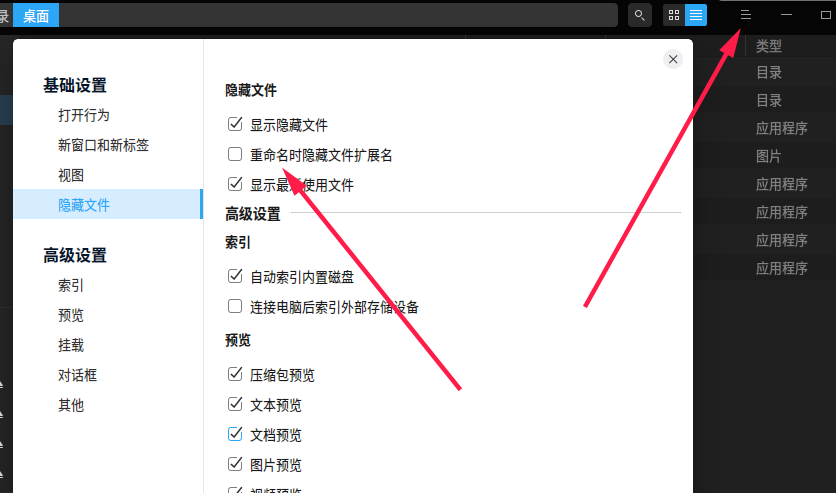 录 桌面
类型
目录
目录
应用程序
图片
应用程序
应用程序
应用程序
应用程序
基础设置
打开行为
新窗口和新标签
视图
隐藏文件
高级设置
索引
预览
挂载
对话框
其他
隐藏文件
显示隐藏文件
重命名时隐藏文件扩展名
显示最近使用文件
高级设置
索引
自动索引内置磁盘
连接电脑后索引外部存储设备
预览
压缩包预览
文本预览
文档预览
图片预览
视频预览